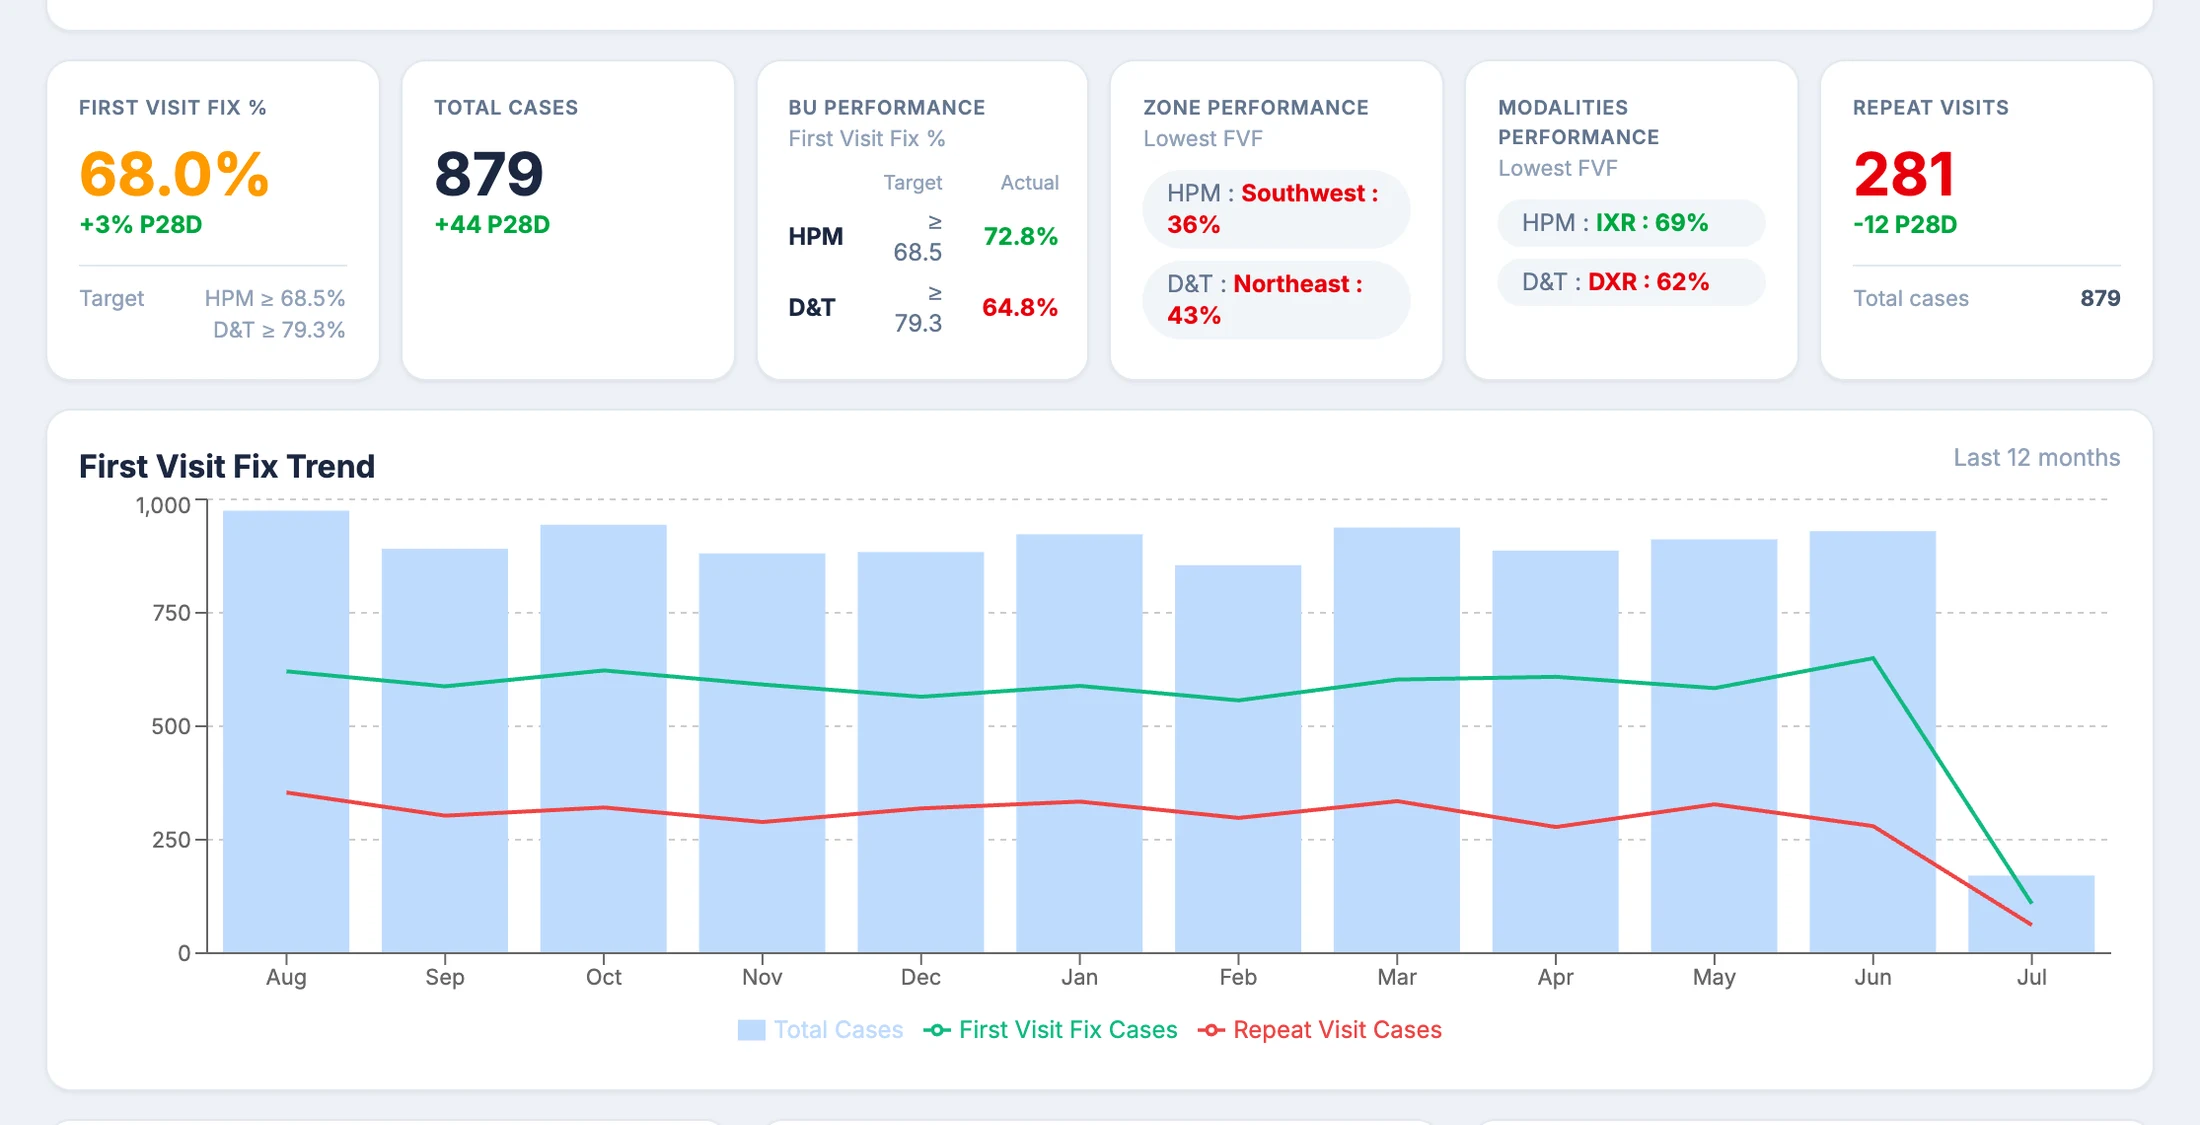 FIRST VISIT FIX %
68.0%
+3% P28D
Target HPM ≥ 68.5%
D&T ≥ 79.3%
TOTAL CASES
879
+44 P28D
BU PERFORMANCE
First Visit Fix %
Target Actual
HPM ≥ 68.5 72.8%
D&T ≥ 79.3 64.8%
ZONE PERFORMANCE
Lowest FVF
HPM : Southwest :
36%
D&T : Northeast :
43%
MODALITIES
PERFORMANCE
Lowest FVF
HPM : IXR : 69%
D&T : DXR : 62%
REPEAT VISITS
281
-12 P28D
Total cases 879
First Visit Fix Trend
Last 12 months
1,000
750
500
250
0
Aug Sep Oct Nov Dec Jan Feb Mar Apr May Jun Jul
Total Cases First Visit Fix Cases Repeat Visit Cases